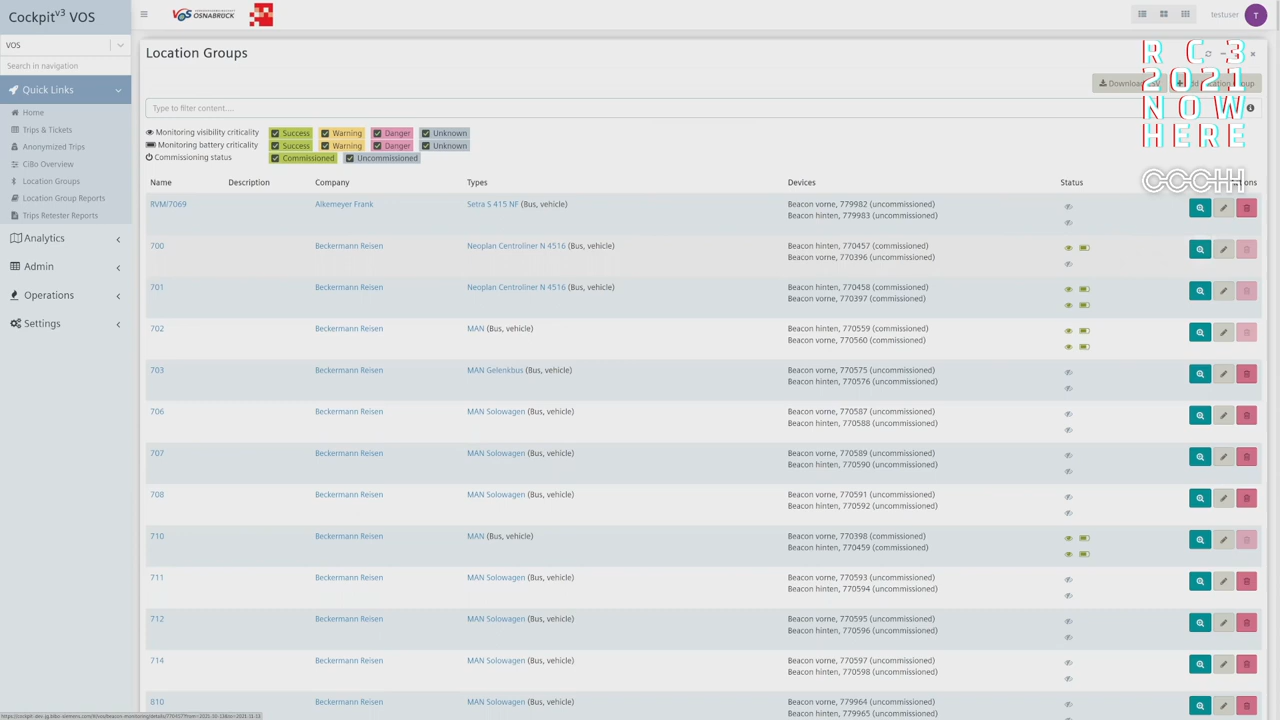 Cockpit v3 VOS
VOS OSNABRÜCK
testuser T
VOS
Search in navigation
Quick Links
Home
Trips & Tickets
Anonymized Trips
CiBo Overview
Location Groups
Location Group Reports
Trips Retester Reports
Analytics
Admin
Operations
Settings
Location Groups
RC3
2021
NOW
HERE
Download CSV
Type to filter content....
Monitoring visibility criticality Success Warning Danger Unknown
Monitoring battery criticality Success Warning Danger Unknown
Commissioning status Commissioned Uncommissioned
Name Description Company Types Devices Status
RVM/7069 Alkemeyer Frank Setra S 415 NF (Bus, vehicle) Beacon vorne, 779982 (uncommissioned)
Beacon hinten, 779983 (uncommissioned)
700 Beckermann Reisen Neoplan Centroliner N 4516 (Bus, vehicle) Beacon hinten, 770457 (commissioned)
Beacon vorne, 770396 (uncommissioned)
701 Beckermann Reisen Neoplan Centroliner N 4516 (Bus, vehicle) Beacon hinten, 770458 (commissioned)
Beacon vorne, 770397 (commissioned)
702 Beckermann Reisen MAN (Bus, vehicle) Beacon hinten, 770559 (commissioned)
Beacon vorne, 770560 (commissioned)
703 Beckermann Reisen MAN Gelenkbus (Bus, vehicle) Beacon vorne, 770575 (uncommissioned)
Beacon hinten, 770576 (uncommissioned)
706 Beckermann Reisen MAN Solowagen (Bus, vehicle) Beacon vorne, 770587 (uncommissioned)
Beacon hinten, 770588 (uncommissioned)
707 Beckermann Reisen MAN Solowagen (Bus, vehicle) Beacon vorne, 770589 (uncommissioned)
Beacon hinten, 770590 (uncommissioned)
708 Beckermann Reisen MAN Solowagen (Bus, vehicle) Beacon vorne, 770591 (uncommissioned)
Beacon hinten, 770592 (uncommissioned)
710 Beckermann Reisen MAN (Bus, vehicle) Beacon vorne, 770398 (commissioned)
Beacon hinten, 770459 (commissioned)
711 Beckermann Reisen MAN Solowagen (Bus, vehicle) Beacon vorne, 770593 (uncommissioned)
Beacon hinten, 770594 (uncommissioned)
712 Beckermann Reisen MAN Solowagen (Bus, vehicle) Beacon vorne, 770595 (uncommissioned)
Beacon hinten, 770596 (uncommissioned)
714 Beckermann Reisen MAN Solowagen (Bus, vehicle) Beacon vorne, 770597 (uncommissioned)
Beacon hinten, 770598 (uncommissioned)
810 Beckermann Reisen MAN Solowagen (Bus, vehicle) Beacon vorne, 779964 (uncommissioned)
Beacon hinten, 779965 (uncommissioned)